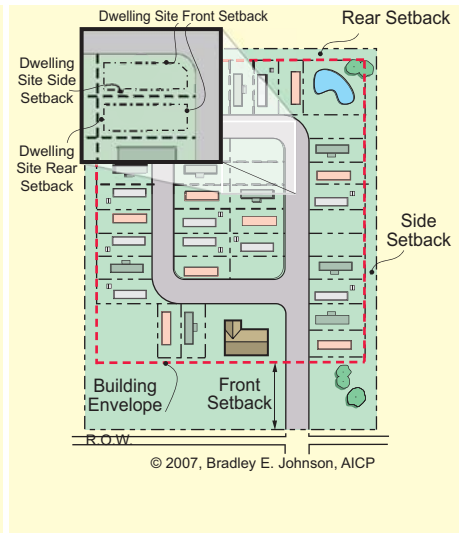 Dwelling Site Front Setback
Rear Setback
Dwelling
Site Side
Setback
Dwelling
Site Rear
Setback
Side
Setback
Building
Envelope
Front
Setback
R.O.W.
© 2007, Bradley E. Johnson, AICP